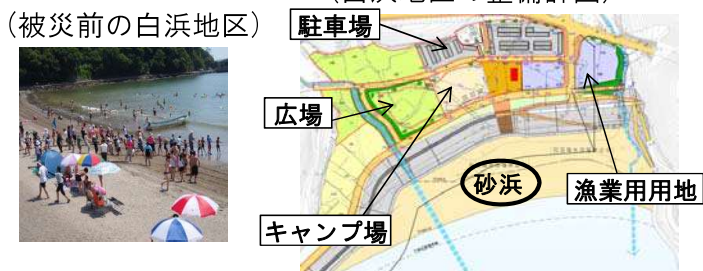 （被災前の白浜地区）
駐車場
広場
砂浜
漁業用用地
キャンプ場